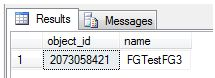 Results Messages
object_id name
1 2073058421 FGTestFG3